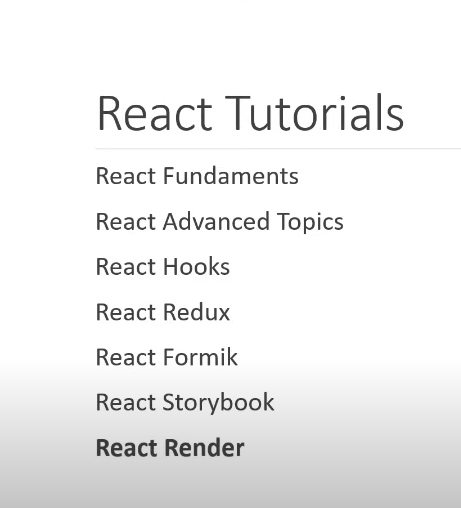 React Tutorials
React Fundaments
React Advanced Topics
React Hooks
React Redux
React Formik
React Storybook
React Render